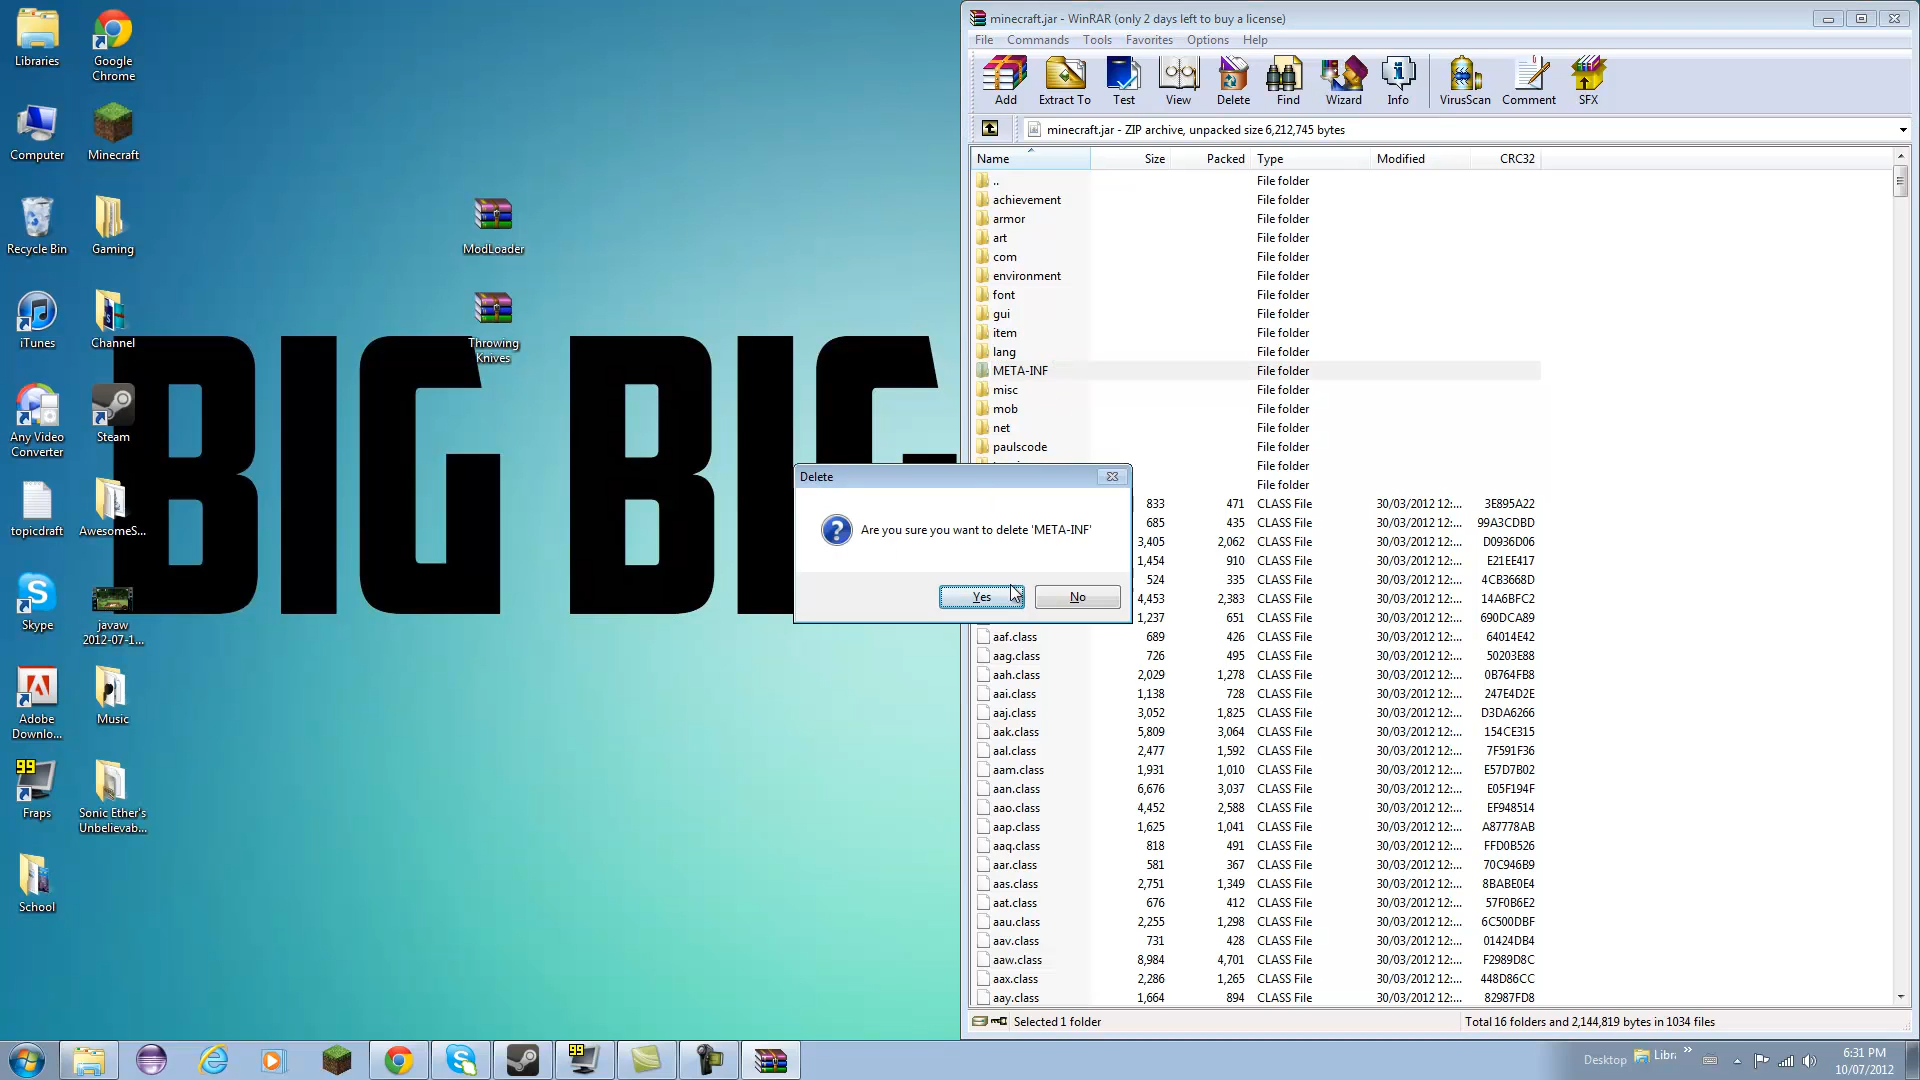 Libraries
Google
Chrome
Computer
Minecraft
Recycle Bin
Gaming
iTunes
Channel
Any Video
Converter
Steam
topicdraft
AwesomeS...
Skype
javaw
2012-07-1...
Adobe
Downlo...
Music
99
Fraps
Sonic Ether's
Unbelievab...
School
ModLoader
Throwing
Knives
BIG BIG
minecraft.jar - WinRAR (only 2 days left to buy a license)
File Commands Tools Favorites Options Help
Add Extract To Test View Delete Find Wizard Info VirusScan Comment SFX
minecraft.jar - ZIP archive, unpacked size 6,212,745 bytes
Name Size Packed Type Modified CRC32
.. File folder
achievement File folder
armor File folder
art File folder
com File folder
environment File folder
font File folder
gui File folder
item File folder
lang File folder
META-INF File folder
misc File folder
mob File folder
net File folder
paulscode File folder
File folder
File folder
Delete
Are you sure you want to delete 'META-INF'
Yes
No
833 471 CLASS File 30/03/2012 12:... 3E895A22
685 435 CLASS File 30/03/2012 12:... 99A3CDBD
3,405 2,062 CLASS File 30/03/2012 12:... D0936D06
1,454 910 CLASS File 30/03/2012 12:... E21EE417
524 335 CLASS File 30/03/2012 12:... 4CB3668D
4,453 2,383 CLASS File 30/03/2012 12:... 14A6BFC2
1,237 651 CLASS File 30/03/2012 12:... 690DCA89
aaf.class 689 426 CLASS File 30/03/2012 12:... 64014E42
aag.class 726 495 CLASS File 30/03/2012 12:... 50203E88
aah.class 2,029 1,278 CLASS File 30/03/2012 12:... 0B764FB8
aai.class 1,138 728 CLASS File 30/03/2012 12:... 247E4D2E
aaj.class 3,052 1,825 CLASS File 30/03/2012 12:... D3DA6266
aak.class 5,809 3,064 CLASS File 30/03/2012 12:... 154CE315
aal.class 2,477 1,592 CLASS File 30/03/2012 12:... 7F591F36
aam.class 1,931 1,010 CLASS File 30/03/2012 12:... E57D7B02
aan.class 6,676 3,037 CLASS File 30/03/2012 12:... E05F194F
aao.class 4,452 2,588 CLASS File 30/03/2012 12:... EF948514
aap.class 1,625 1,041 CLASS File 30/03/2012 12:... A87778AB
aaq.class 818 491 CLASS File 30/03/2012 12:... FFD0B526
aar.class 581 367 CLASS File 30/03/2012 12:... 70C946B9
aas.class 2,751 1,349 CLASS File 30/03/2012 12:... 8BABE0E4
aat.class 676 412 CLASS File 30/03/2012 12:... 57F0B6E2
aau.class 2,255 1,298 CLASS File 30/03/2012 12:... 6C500DBF
aav.class 731 428 CLASS File 30/03/2012 12:... 01424DB4
aaw.class 8,984 4,701 CLASS File 30/03/2012 12:... F2989D8C
aax.class 2,286 1,265 CLASS File 30/03/2012 12:... 448D86CC
aay.class 1,664 894 CLASS File 30/03/2012 12:... 82987FD8
Selected 1 folder
Total 16 folders and 2,144,819 bytes in 1034 files
99
Desktop
Libra
»
6:31 PM
10/07/2012